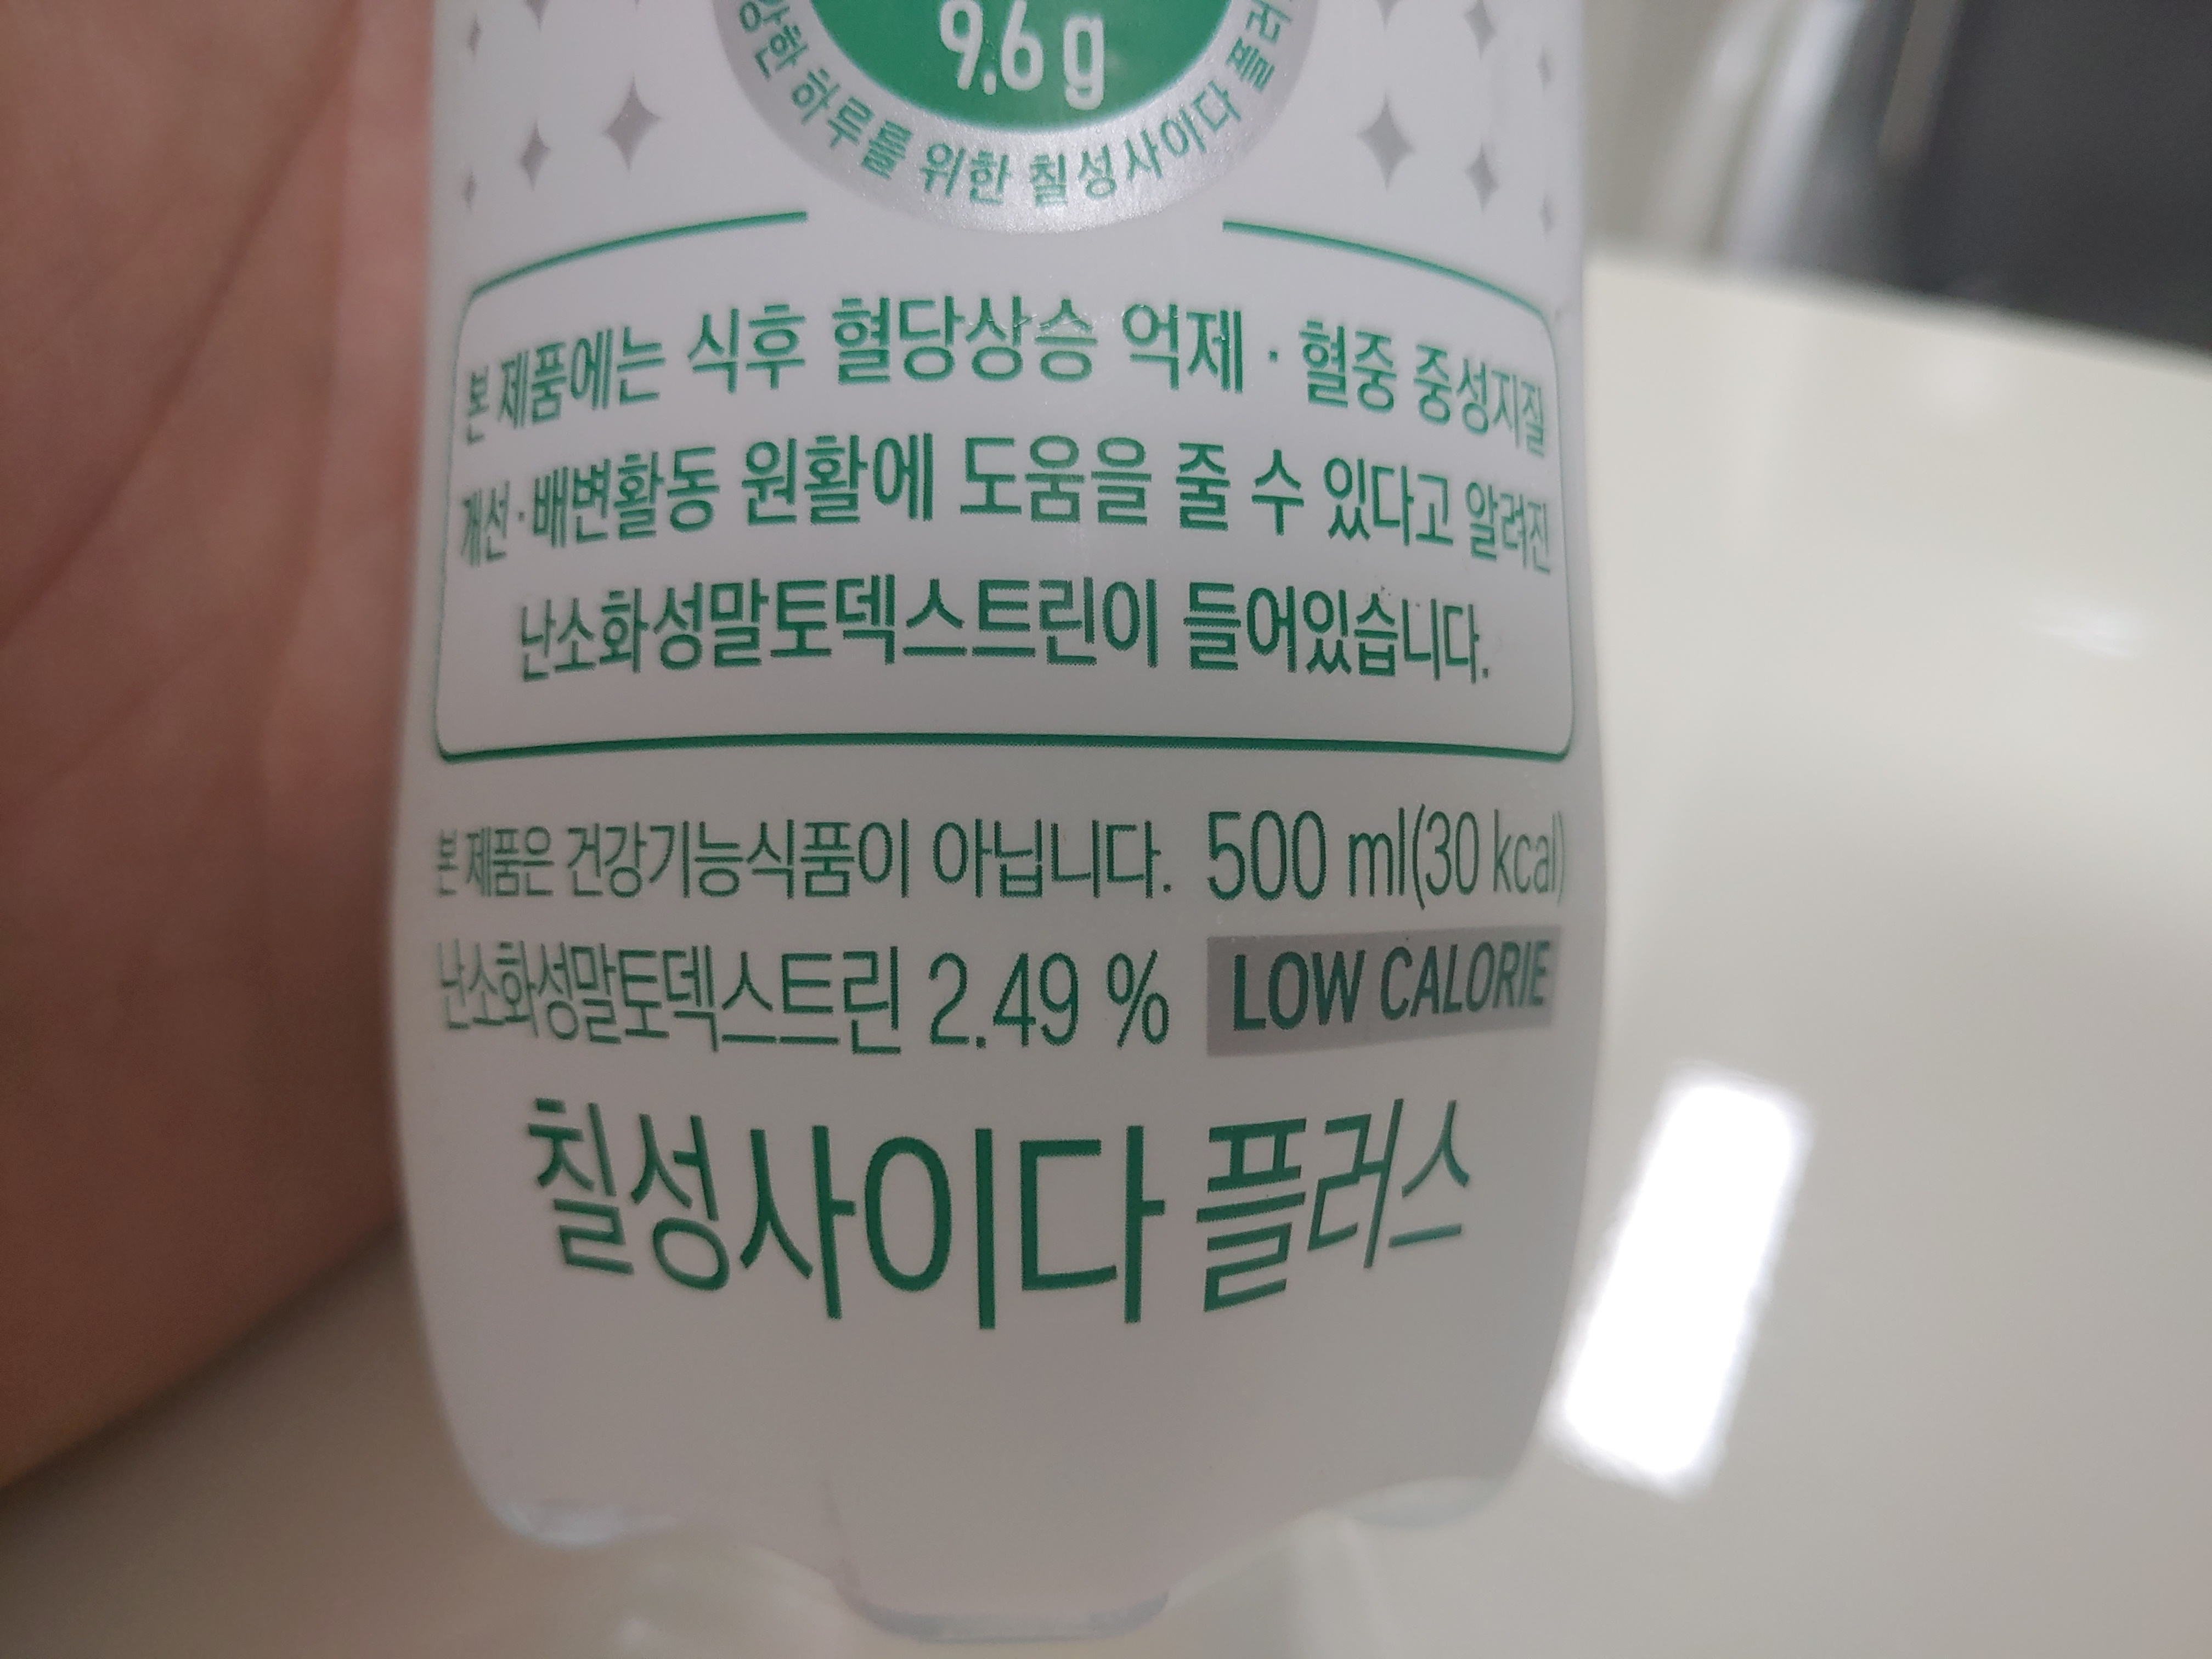 9.6 g
하루를 위한 칠성사이다
본 제품에는 식후 혈당상승 억제 · 혈중 중성지질
개선 · 배변활동 원활에 도움을 줄 수 있다고 알려진
난소화성말토덱스트린이 들어있습니다.
본 제품은 건강기능식품이 아닙니다. 500 ml(30 kcal)
난소화성말토덱스트린 2.49 % LOW CALORIE
칠성사이다 플러스